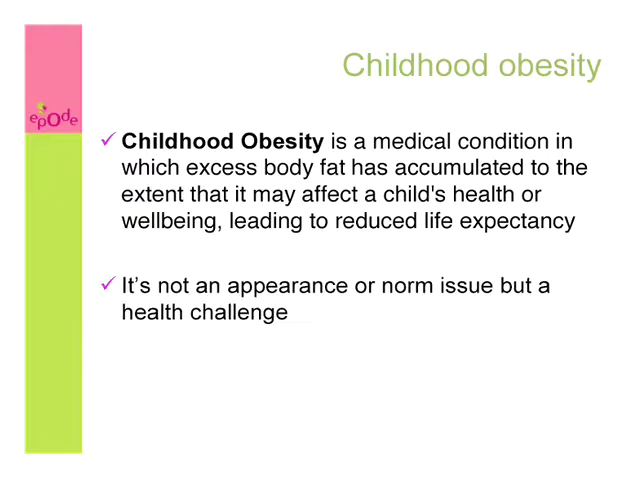 Childhood obesity
epode
✓ Childhood Obesity is a medical condition in
which excess body fat has accumulated to the
extent that it may affect a child's health or
wellbeing, leading to reduced life expectancy
✓ It’s not an appearance or norm issue but a
health challenge